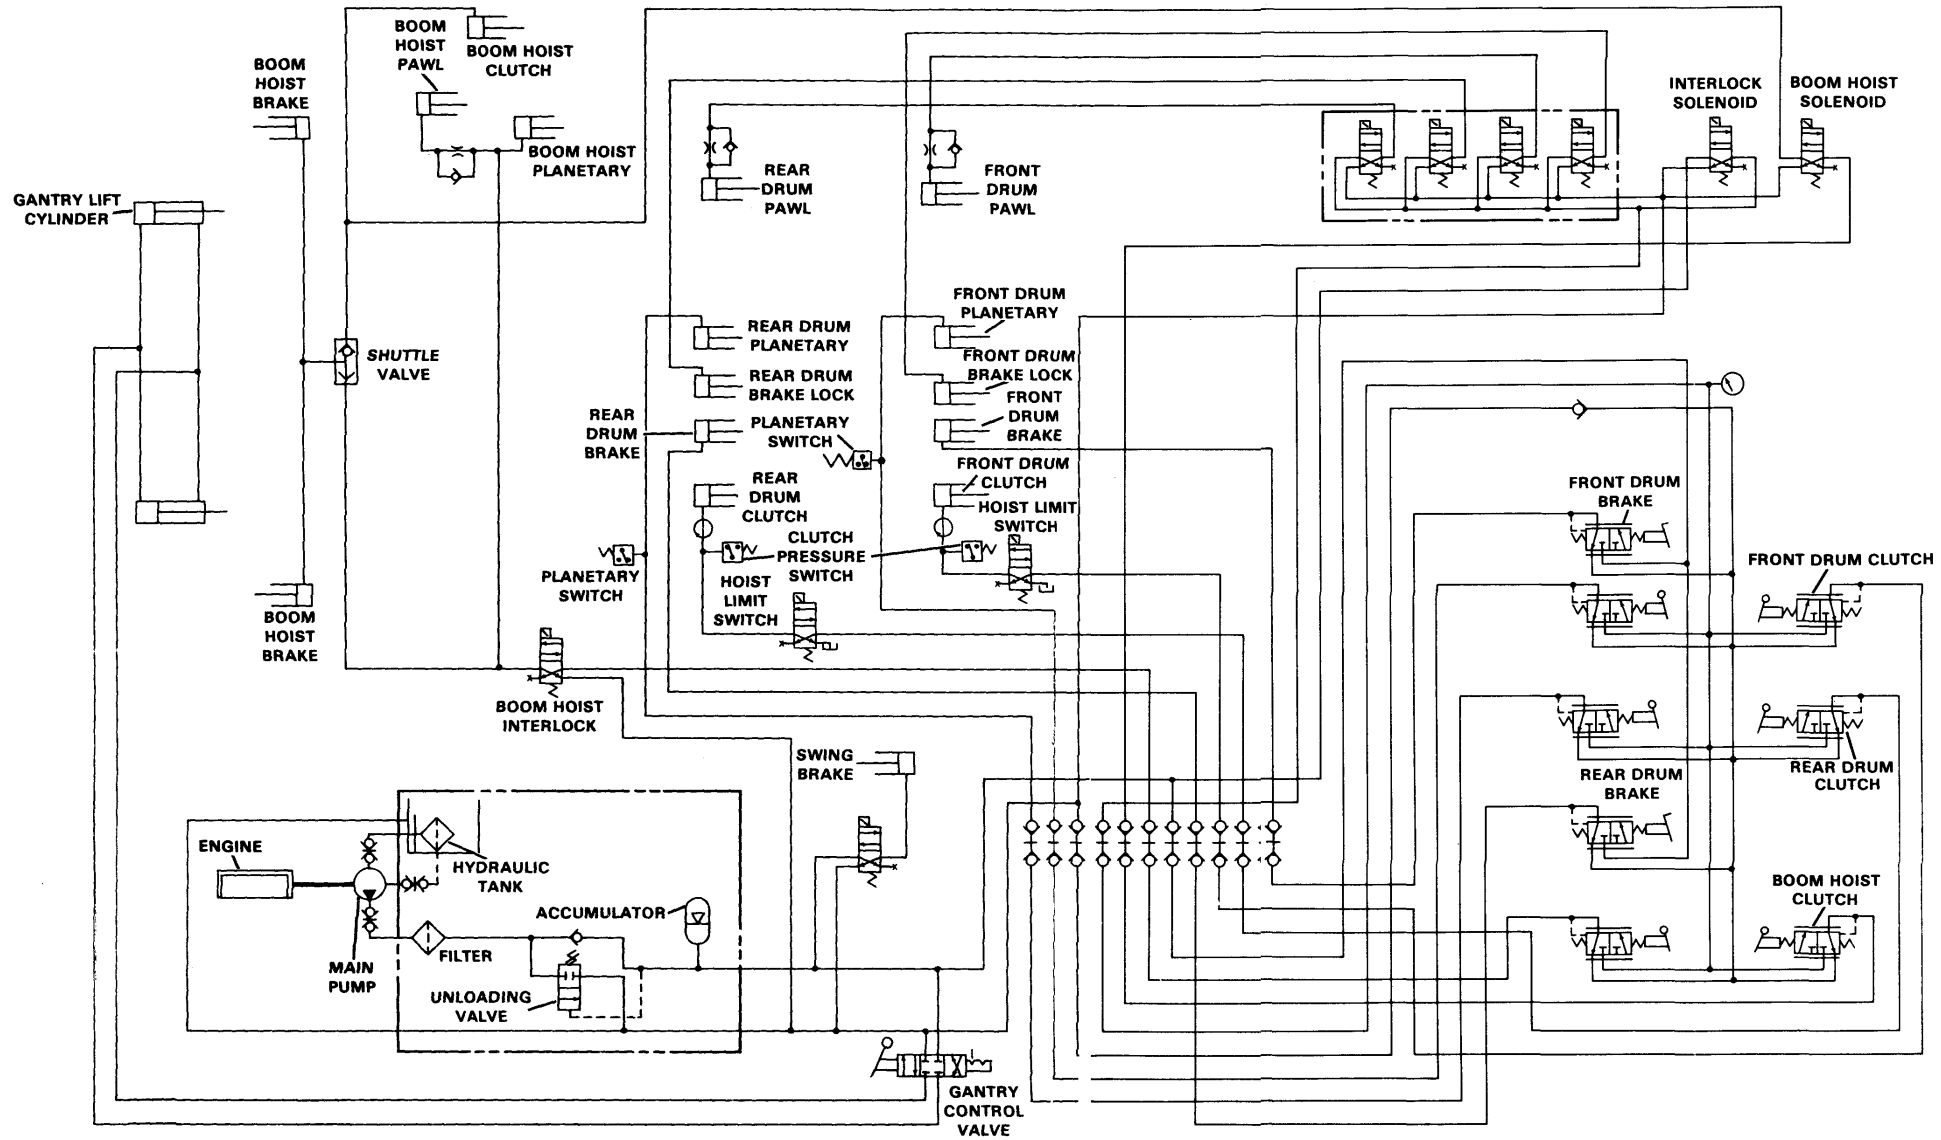 BOOM
HOIST
PAWL
BOOM HOIST
CLUTCH
BOOM
HOIST
BRAKE
BOOM HOIST
PLANETARY
GANTRY LIFT
CYLINDER
REAR
DRUM
PAWL
FRONT
DRUM
PAWL
INTERLOCK
SOLENOID
BOOM HOIST
SOLENOID
SHUTTLE
VALVE
REAR DRUM
PLANETARY
FRONT DRUM
PLANETARY
REAR DRUM
BRAKE LOCK
FRONT DRUM
BRAKE LOCK
REAR
DRUM
BRAKE
PLANETARY
SWITCH
FRONT
DRUM
BRAKE
REAR
DRUM
CLUTCH
FRONT DRUM
CLUTCH
HOIST LIMIT
SWITCH
CLUTCH
PRESSURE
SWITCH
PLANETARY
SWITCH
HOIST
LIMIT
SWITCH
BOOM
HOIST
BRAKE
BOOM HOIST
INTERLOCK
FRONT DRUM
BRAKE
FRONT DRUM CLUTCH
REAR DRUM
BRAKE
REAR DRUM
CLUTCH
BOOM HOIST
CLUTCH
SWING
BRAKE
ENGINE
HYDRAULIC
TANK
ACCUMULATOR
FILTER
MAIN
PUMP
UNLOADING
VALVE
GANTRY
CONTROL
VALVE